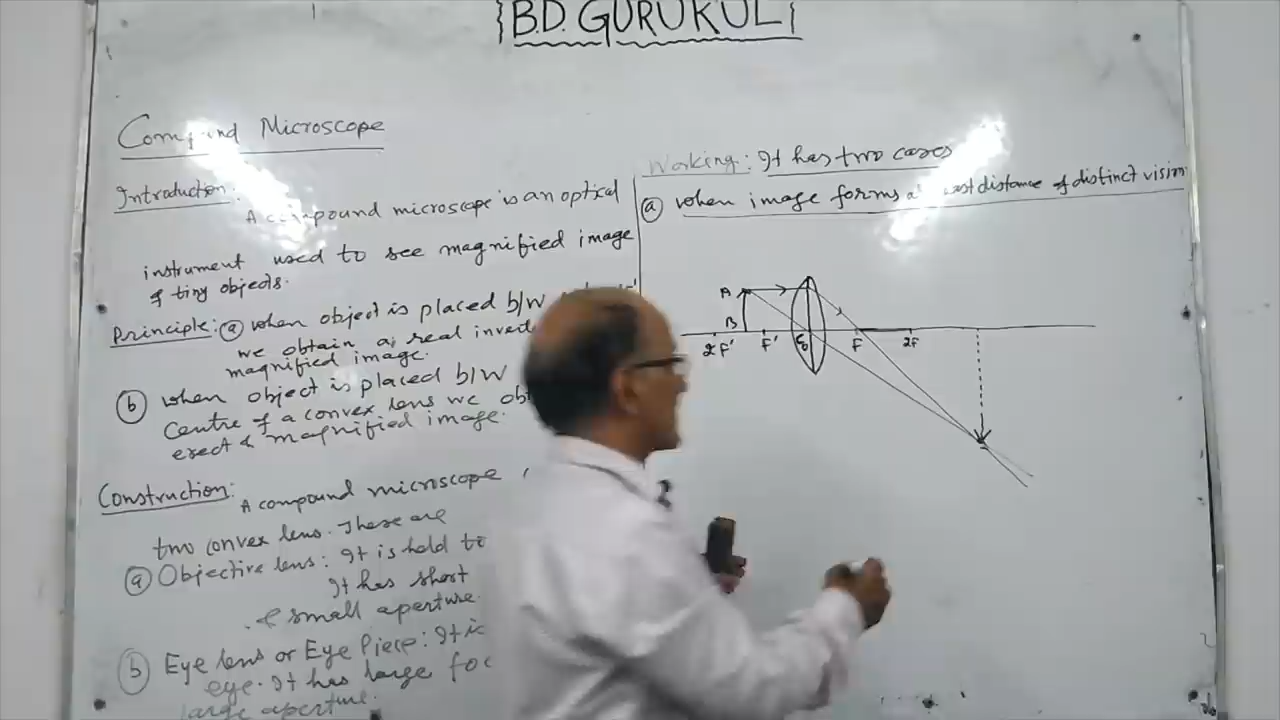 {B.D. GURUKUL}
Compound Microscope
Introduction:
A compound microscope is an optical
instrument used to see magnified image
of tiny objects.
Principle: (a) when object is placed b/w
we obtain a, real
magnified image.
(b) when object is placed b/w
centre of a convex lens we
erect & magnified image.
Construction:
A compound microscope
two convex lens. These are
(a) Objective lens: It is held to
It has short
& small aperture.
(b) Eye lens or Eye Piece: It is
eye. It has large
large aperture.
Working: It has two cases
(a) when image forms at least distance of distinct vision
A
B
2F' F' F 2F